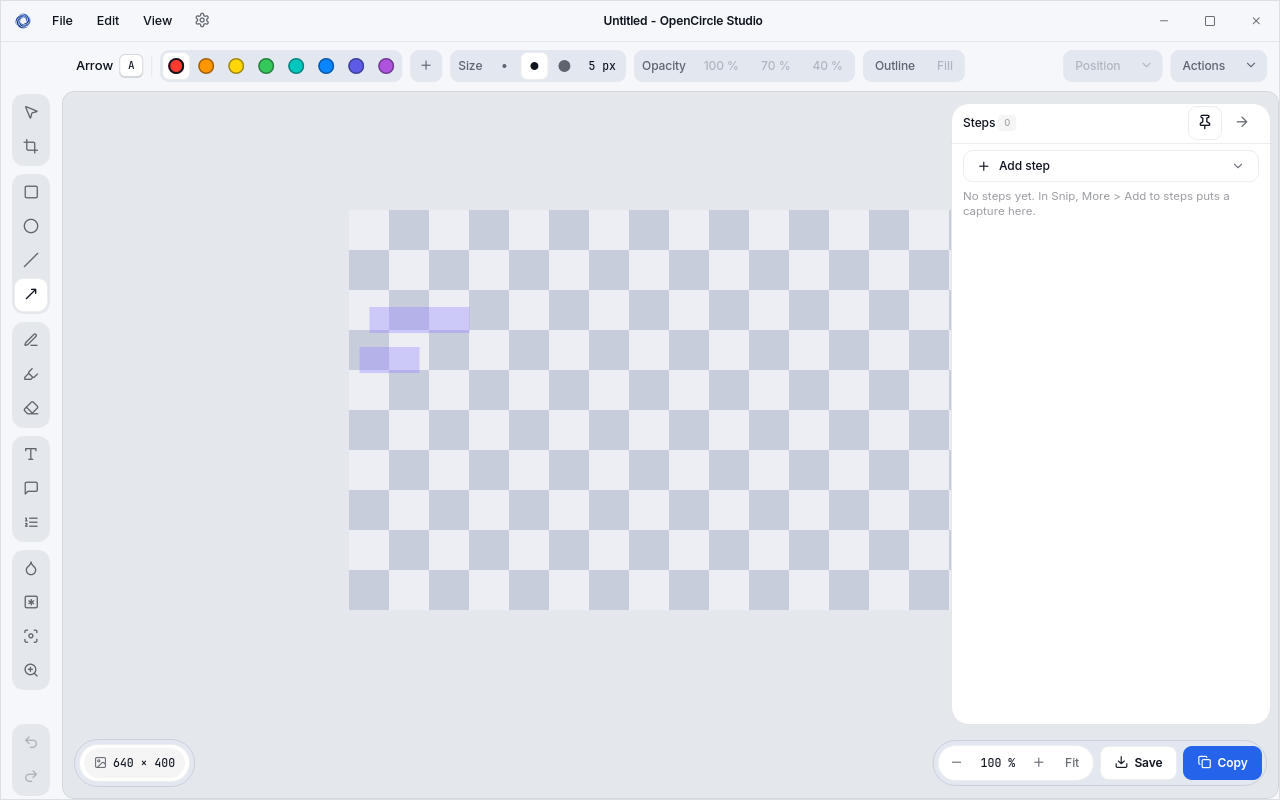 File Edit View Untitled - OpenCircle Studio
Arrow A Size 5 px Opacity 100 % 70 % 40 % Outline Fill Position Actions
Steps 0
Add step
No steps yet. In Snip, More > Add to steps puts a
capture here.
640 × 400
100 % Fit Save Copy